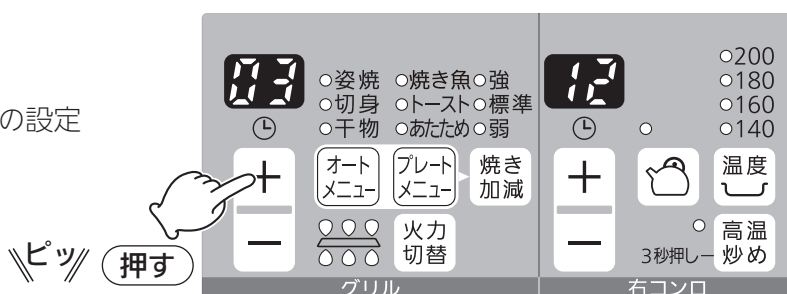 の設定
ピッ
押す
03
姿焼 焼き魚 強
切身 トースト 標準
干物 あたため 弱
+
オート
メニュー
プレート
メニュー
焼き
加減
−
火力
切替
グリル
12
200
180
160
140
+
温度
−
3秒押し
高温
炒め
右コンロ